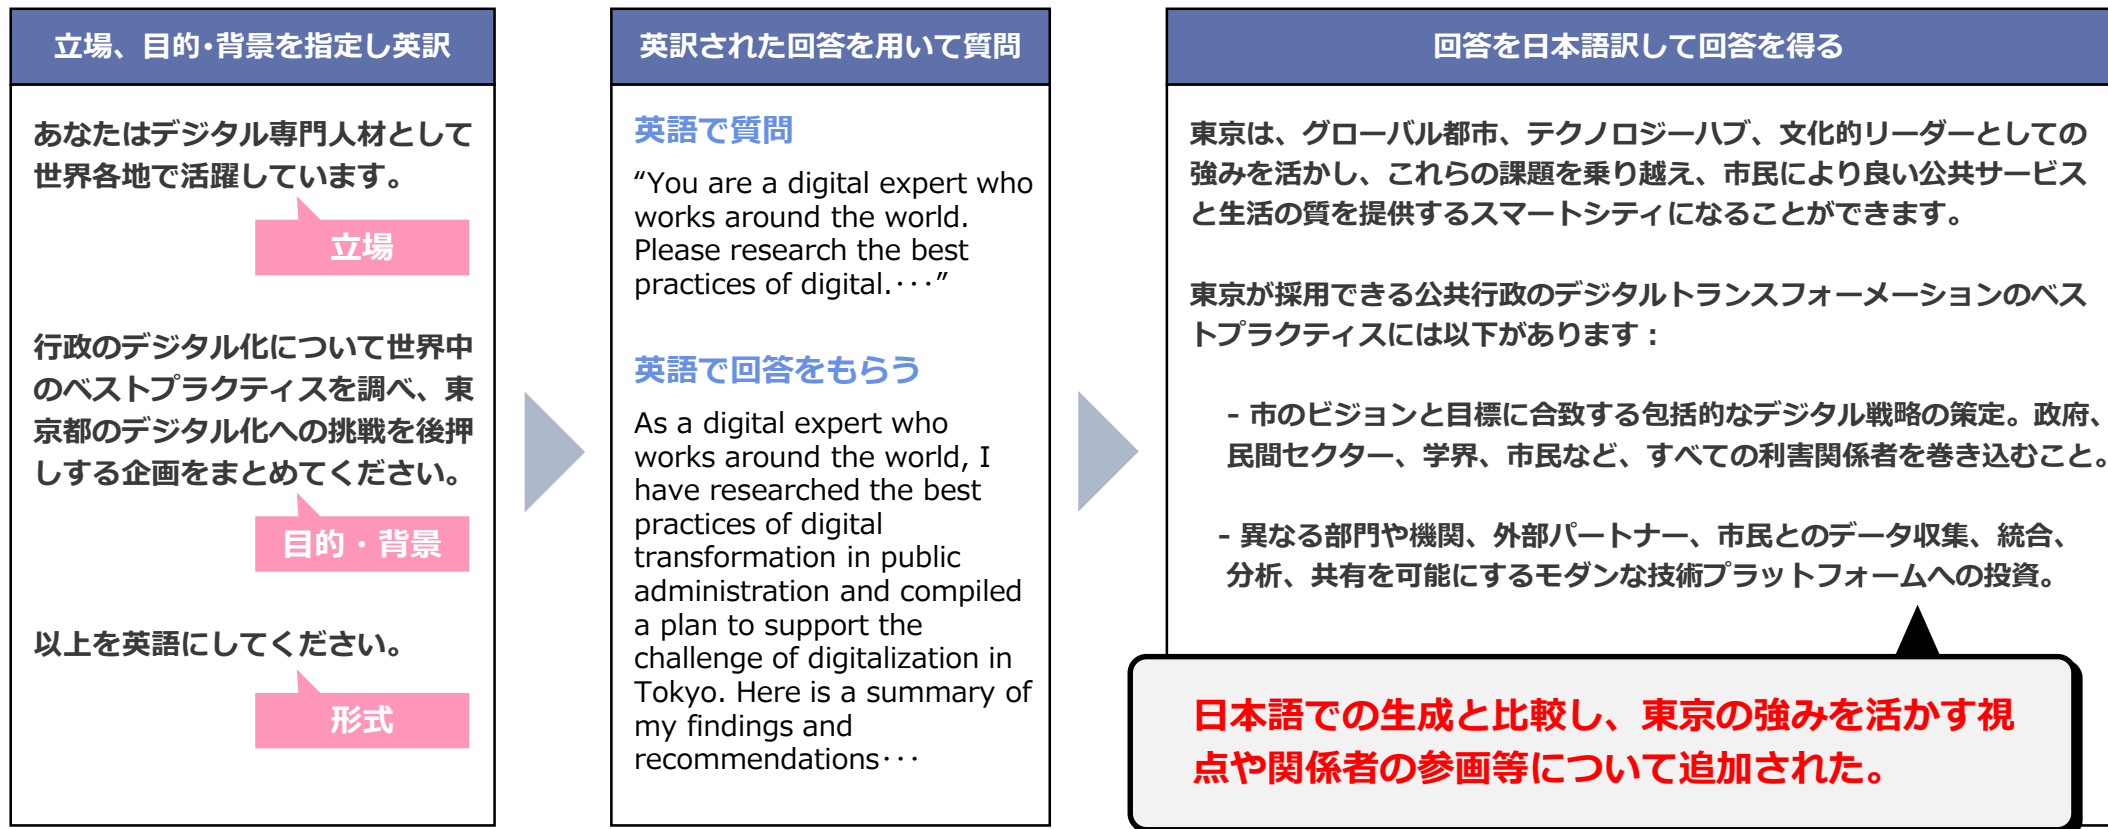 立場、目的・背景を指定し英訳
あなたはデジタル専門人材として
世界各地で活躍しています。
立場
行政のデジタル化について世界中
のベストプラクティスを調べ、東
京都のデジタル化への挑戦を後押
しする企画をまとめてください。
目的・背景
以上を英語にしてください。
形式
英訳された回答を用いて質問
英語で質問
“You are a digital expert who
works around the world.
Please research the best
practices of digital.･･･”
英語で回答をもらう
As a digital expert who
works around the world, I
have researched the best
practices of digital
transformation in public
administration and compiled
a plan to support the
challenge of digitalization in
Tokyo. Here is a summary of
my findings and
recommendations･･･
回答を日本語訳して回答を得る
東京は、グローバル都市、テクノロジーハブ、文化的リーダーとしての
強みを活かし、これらの課題を乗り越え、市民により良い公共サービス
と生活の質を提供するスマートシティになることができます。
東京が採用できる公共行政のデジタルトランスフォーメーションのベス
トプラクティスには以下があります：
- 市のビジョンと目標に合致する包括的なデジタル戦略の策定。政府、
民間セクター、学界、市民など、すべての利害関係者を巻き込むこと。
- 異なる部門や機関、外部パートナー、市民とのデータ収集、統合、
分析、共有を可能にするモダンな技術プラットフォームへの投資。
日本語での生成と比較し、東京の強みを活かす視
点や関係者の参画等について追加された。